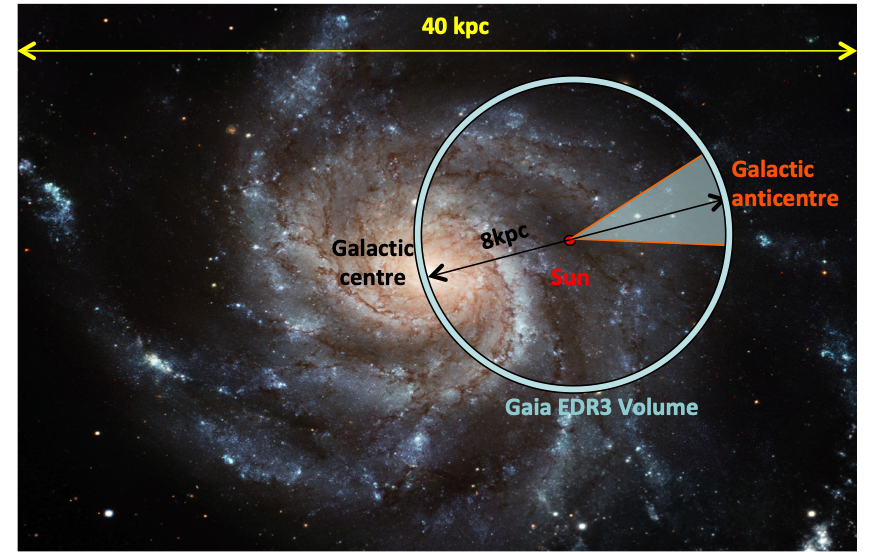 40 kpc
Galactic
anticentre
8kpc
Galactic
centre
Sun
Gaia EDR3 Volume